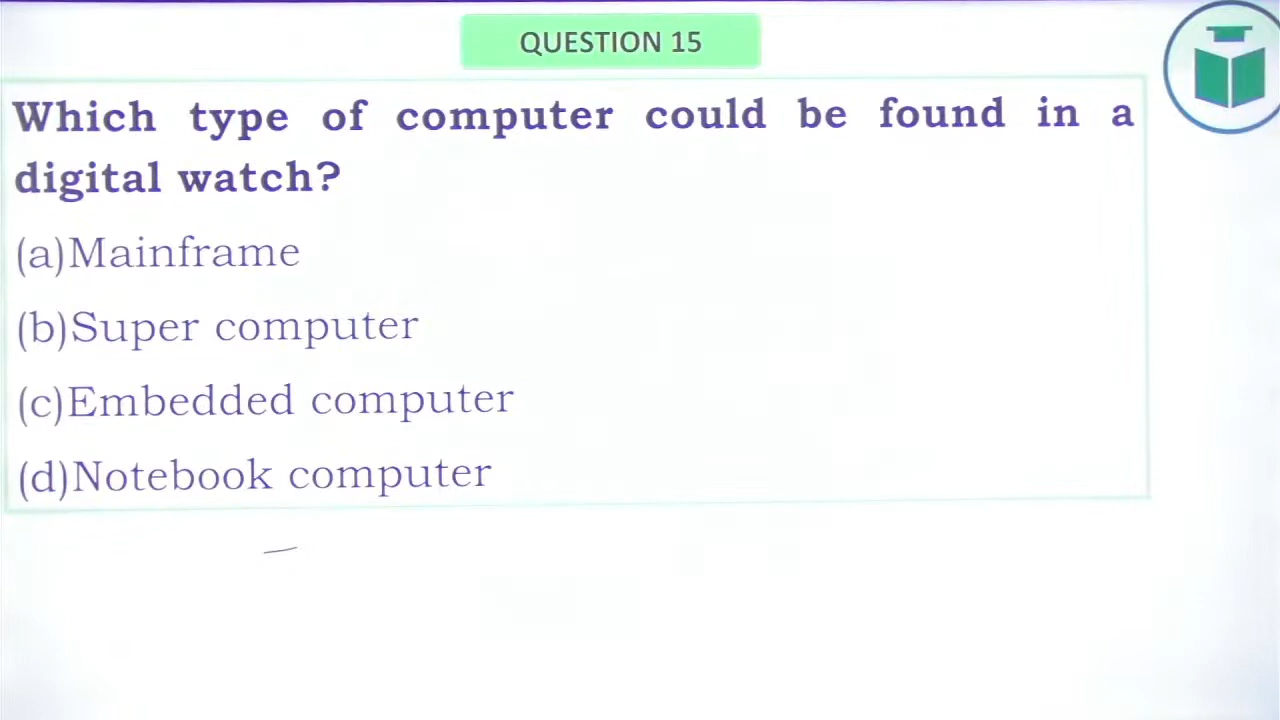 QUESTION 15
Which type of computer could be found in a
digital watch?
(a)Mainframe
(b)Super computer
(c)Embedded computer
(d)Notebook computer